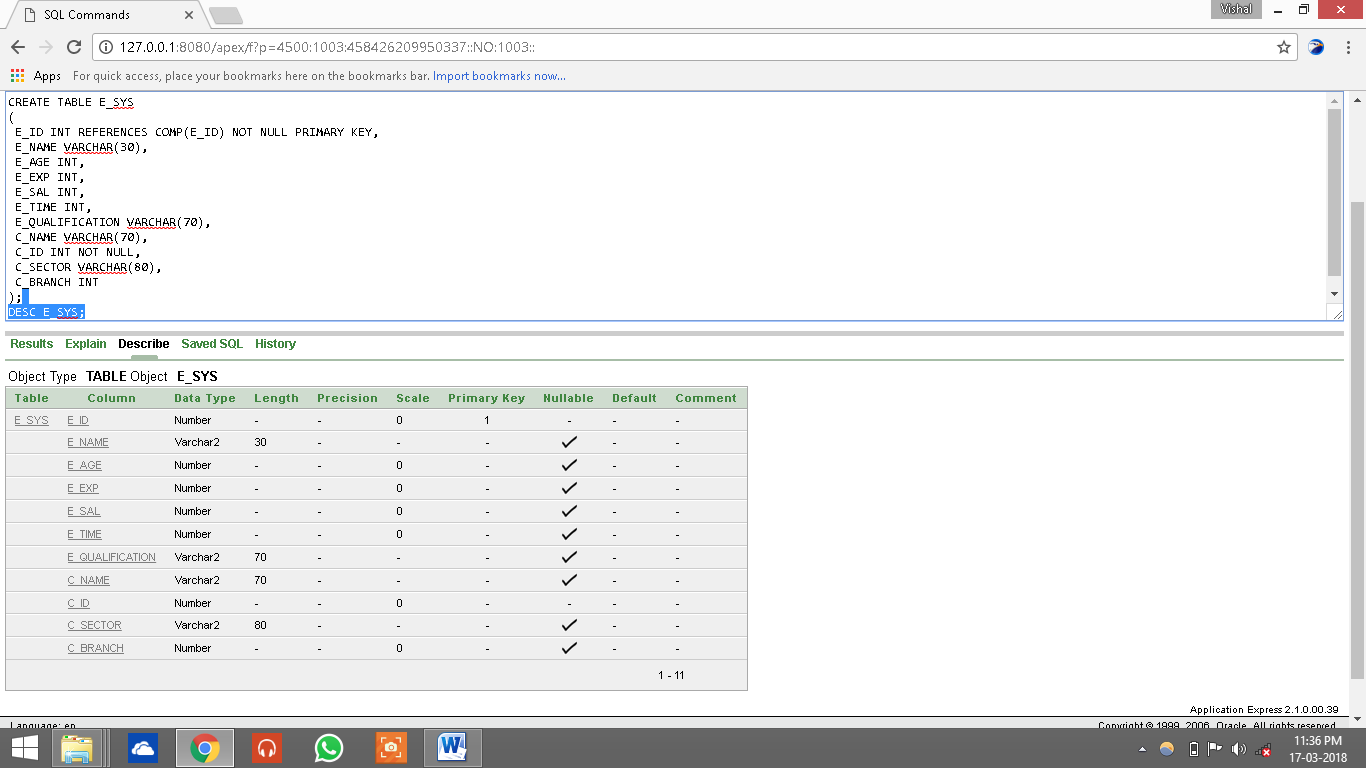 SQL Commands
Vishal
127.0.0.1:8080/apex/f?p=4500:1003:458426209950337::NO:1003::
Apps For quick access, place your bookmarks here on the bookmarks bar. Import bookmarks now...
CREATE TABLE E_SYS
(
E_ID INT REFERENCES COMP(E_ID) NOT NULL PRIMARY KEY,
E_NAME VARCHAR(30),
E_AGE INT,
E_EXP INT,
E_SAL INT,
E_TIME INT,
E_QUALIFICATION VARCHAR(70),
C_NAME VARCHAR(70),
C_ID INT NOT NULL,
C_SECTOR VARCHAR(80),
C_BRANCH INT
);
DESC E_SYS;
Results Explain Describe Saved SQL History
Object Type TABLE Object E_SYS
Table Column Data Type Length Precision Scale Primary Key Nullable Default Comment
E_SYS E_ID Number - - 0 1 - - -
E_NAME Varchar2 30 - - - ✓ - -
E_AGE Number - - 0 - ✓ - -
E_EXP Number - - 0 - ✓ - -
E_SAL Number - - 0 - ✓ - -
E_TIME Number - - 0 - ✓ - -
E_QUALIFICATION Varchar2 70 - - - ✓ - -
C_NAME Varchar2 70 - - - ✓ - -
C_ID Number - - 0 - - - -
C_SECTOR Varchar2 80 - - - ✓ - -
C_BRANCH Number - - 0 - ✓ - -
1 - 11
Application Express 2.1.0.00.39
Language: en Copyright © 1999, 2006, Oracle. All rights reserved.
11:36 PM
17-03-2018